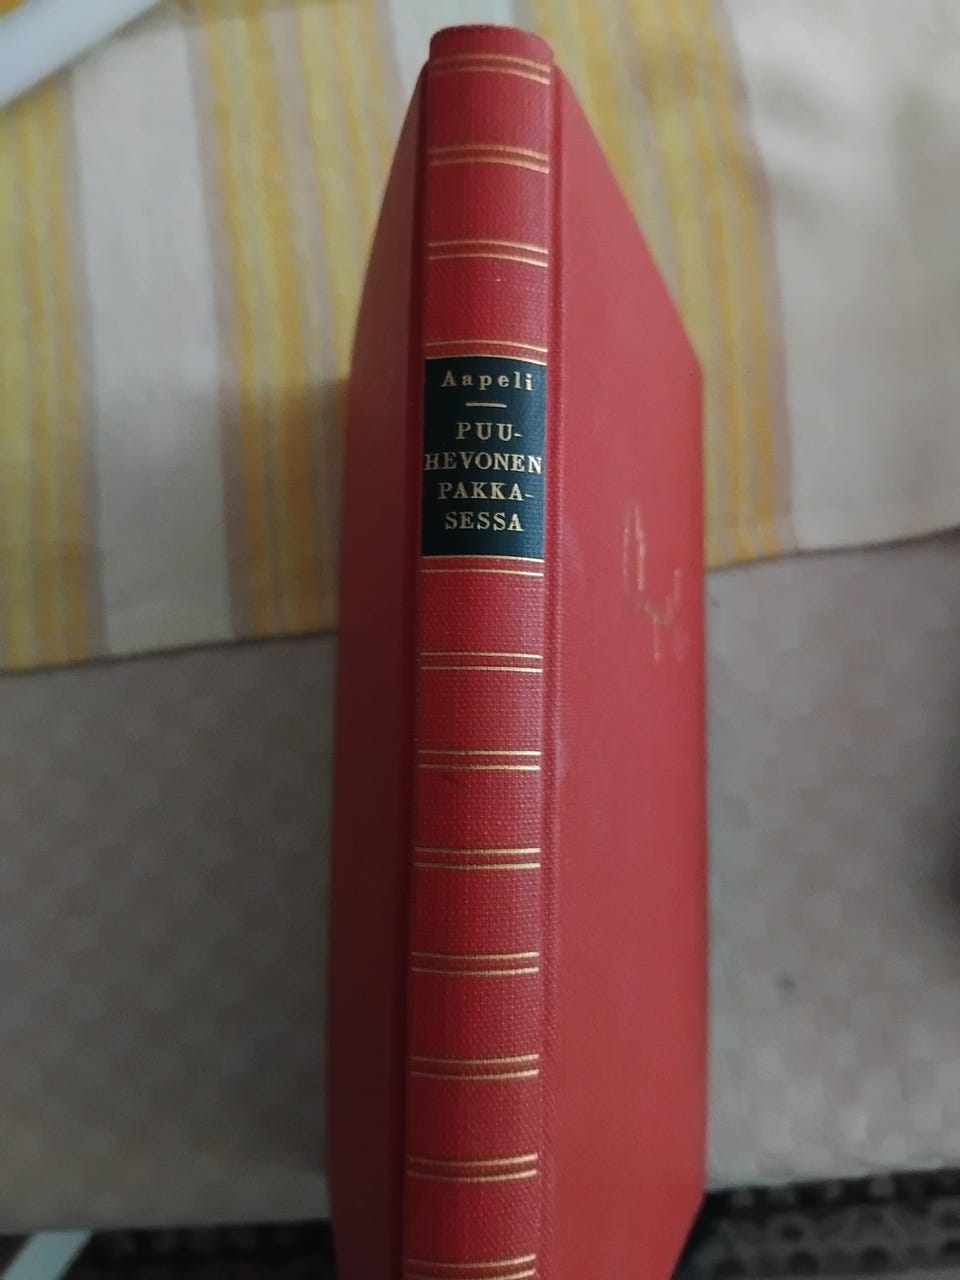 Aapeli
PUU-
HEVONEN
PAKKA-
SESSA